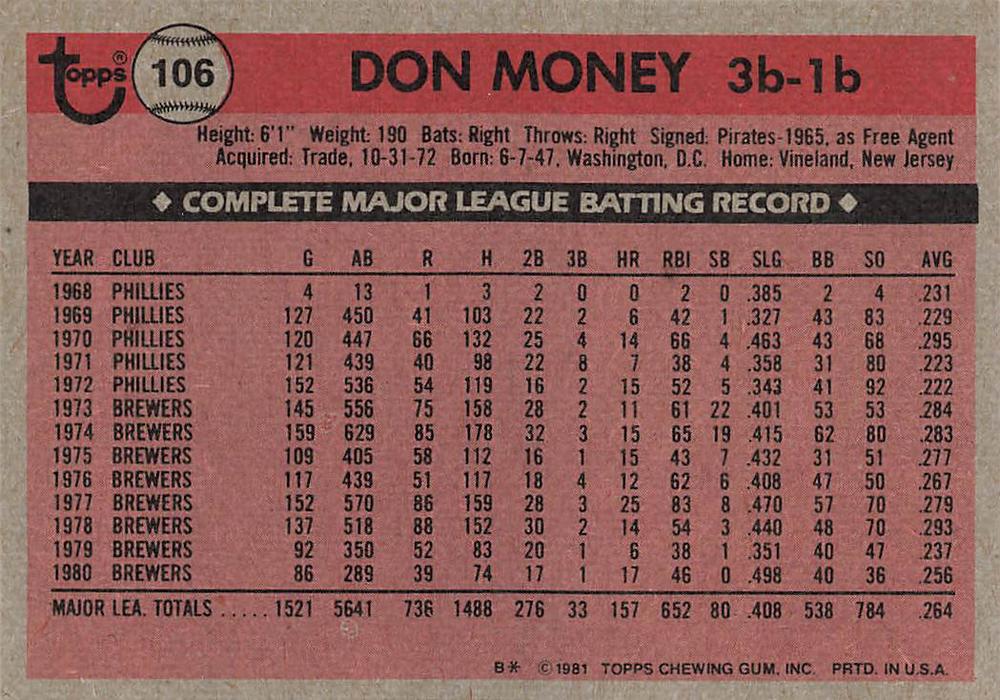 topps® 106 DON MONEY 3b-1b
Height: 6'1" Weight: 190 Bats: Right Throws: Right Signed: Pirates-1965, as Free Agent
Acquired: Trade, 10-31-72 Born: 6-7-47, Washington, D.C. Home: Vineland, New Jersey
◆ COMPLETE MAJOR LEAGUE BATTING RECORD ◆
YEAR CLUB G AB R H 2B 3B HR RBI SB SLG BB SO AVG
1968 PHILLIES 4 13 1 3 2 0 0 2 0 .385 2 4 .231
1969 PHILLIES 127 450 41 103 22 2 6 42 1 .327 43 83 .229
1970 PHILLIES 120 447 66 132 25 4 14 66 4 .463 43 68 .295
1971 PHILLIES 121 439 40 98 22 8 7 38 4 .358 31 80 .223
1972 PHILLIES 152 536 54 119 16 2 15 52 5 .343 41 92 .222
1973 BREWERS 145 556 75 158 28 2 11 61 22 .401 53 53 .284
1974 BREWERS 159 629 85 178 32 3 15 65 19 .415 62 80 .283
1975 BREWERS 109 405 58 112 16 1 15 43 7 .432 31 51 .277
1976 BREWERS 117 439 51 117 18 4 12 62 6 .408 47 50 .267
1977 BREWERS 152 570 86 159 28 3 25 83 8 .470 57 70 .279
1978 BREWERS 137 518 88 152 30 2 14 54 3 .440 48 70 .293
1979 BREWERS 92 350 52 83 20 1 6 38 1 .351 40 47 .237
1980 BREWERS 86 289 39 74 17 1 17 46 0 .498 40 36 .256
MAJOR LEA. TOTALS ..... 1521 5641 736 1488 276 33 157 652 80 .408 538 784 .264
B* © 1981 TOPPS CHEWING GUM, INC. PRTD. IN U.S.A.